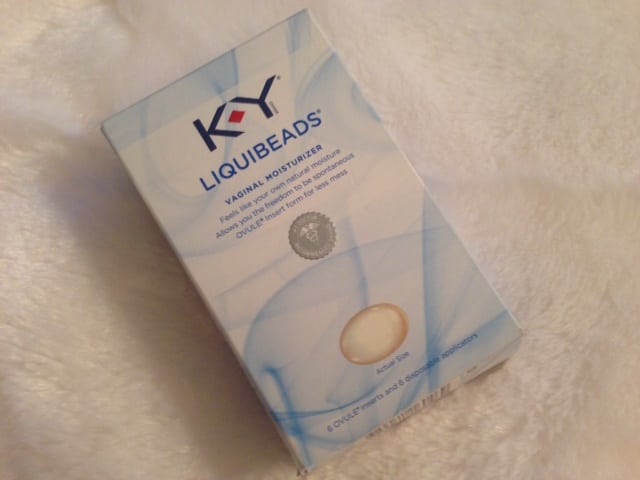 K-Y®
LIQUIBEADS®
VAGINAL MOISTURIZER
Feels like your own natural moisture
Allows you the freedom to be spontaneous
OVULE® insert form for less mess
Actual Size
6 OVULE® inserts and 6 disposable applicators